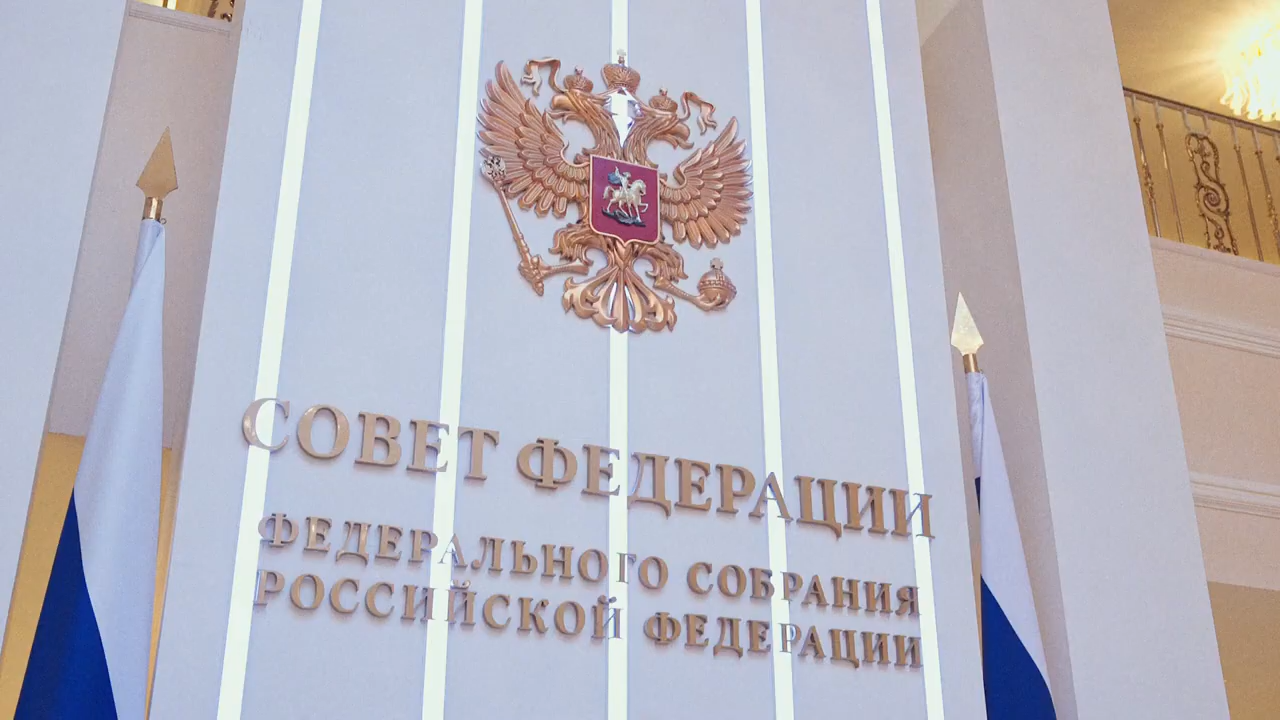 СОВЕТ ФЕДЕРАЦИИ
ФЕДЕРАЛЬНОГО СОБРАНИЯ
РОССИЙСКОЙ ФЕДЕРАЦИИ